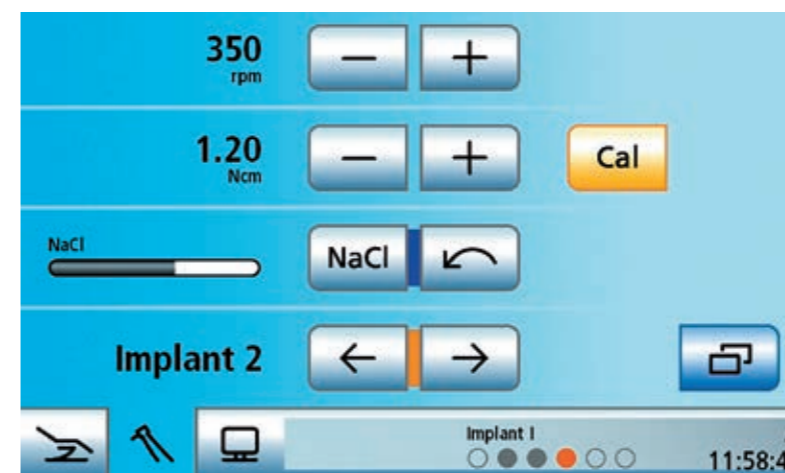 350
rpm
− +
1.20
Ncm
− +
Cal
NaCl
NaCl
Implant 2
Implant I
11:58:4